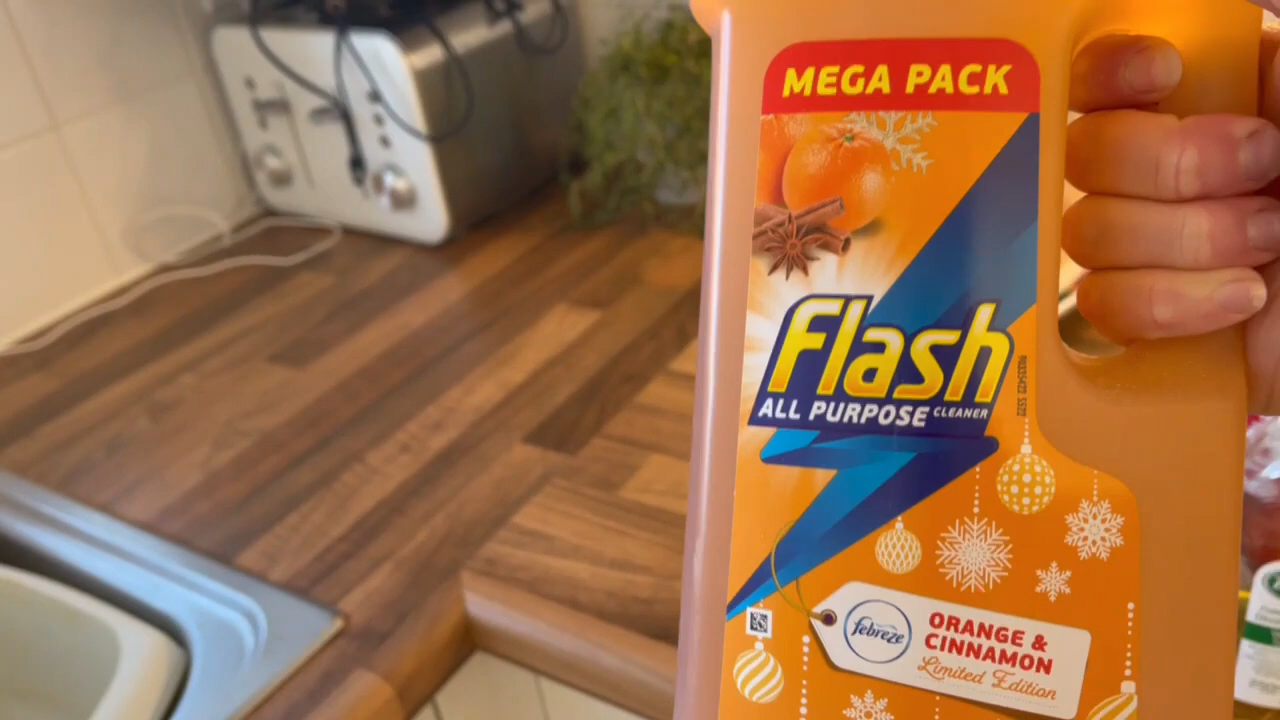 MEGA PACK
Flash
ALL PURPOSE CLEANER
febreze
ORANGE &
CINNAMON
Limited Edition